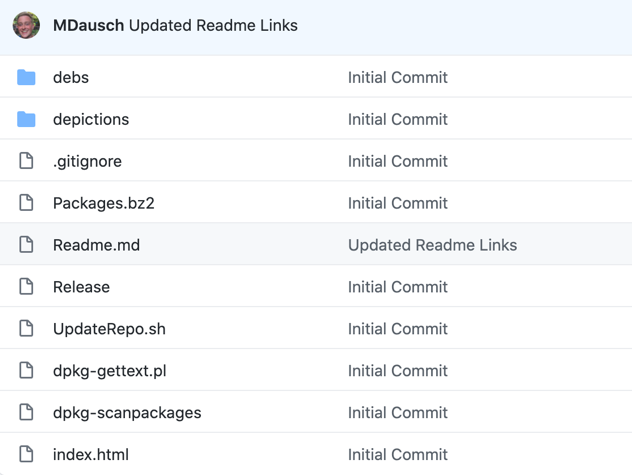 MDausch Updated Readme Links
debs Initial Commit
depictions Initial Commit
.gitignore Initial Commit
Packages.bz2 Initial Commit
Readme.md Updated Readme Links
Release Initial Commit
UpdateRepo.sh Initial Commit
dpkg-gettext.pl Initial Commit
dpkg-scanpackages Initial Commit
index.html Initial Commit